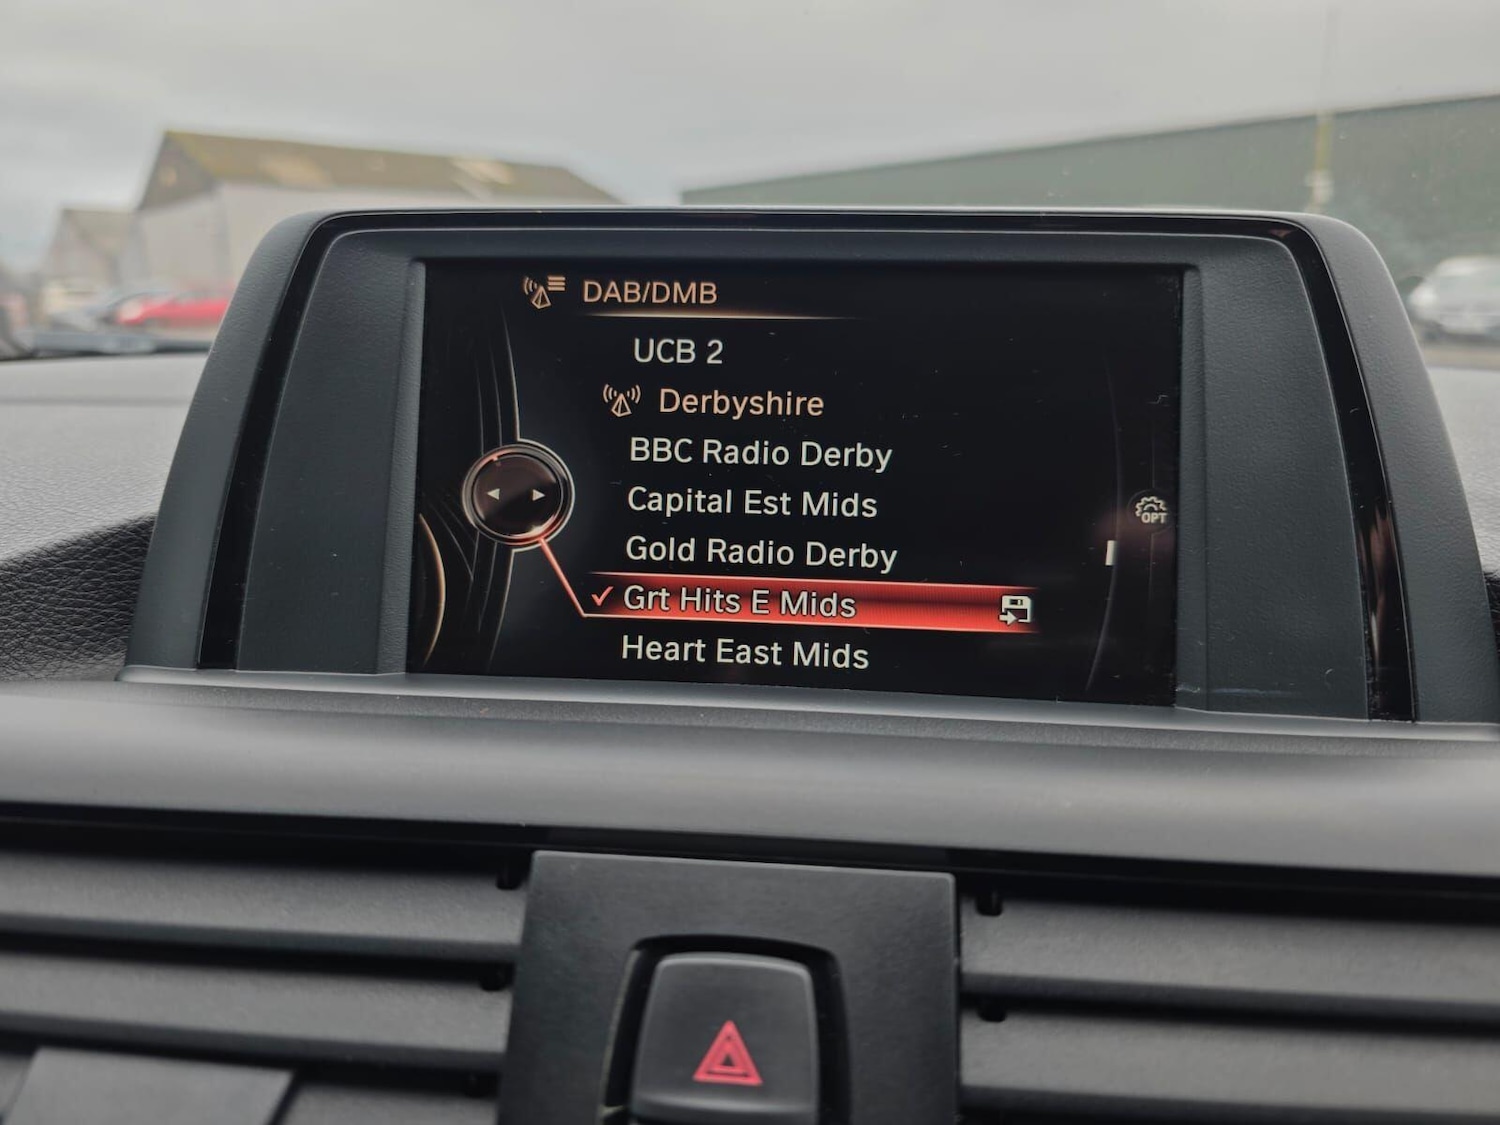 DAB/DMB
UCB 2
Derbyshire
BBC Radio Derby
Capital Est Mids
Gold Radio Derby
Grt Hits E Mids
Heart East Mids
OPT